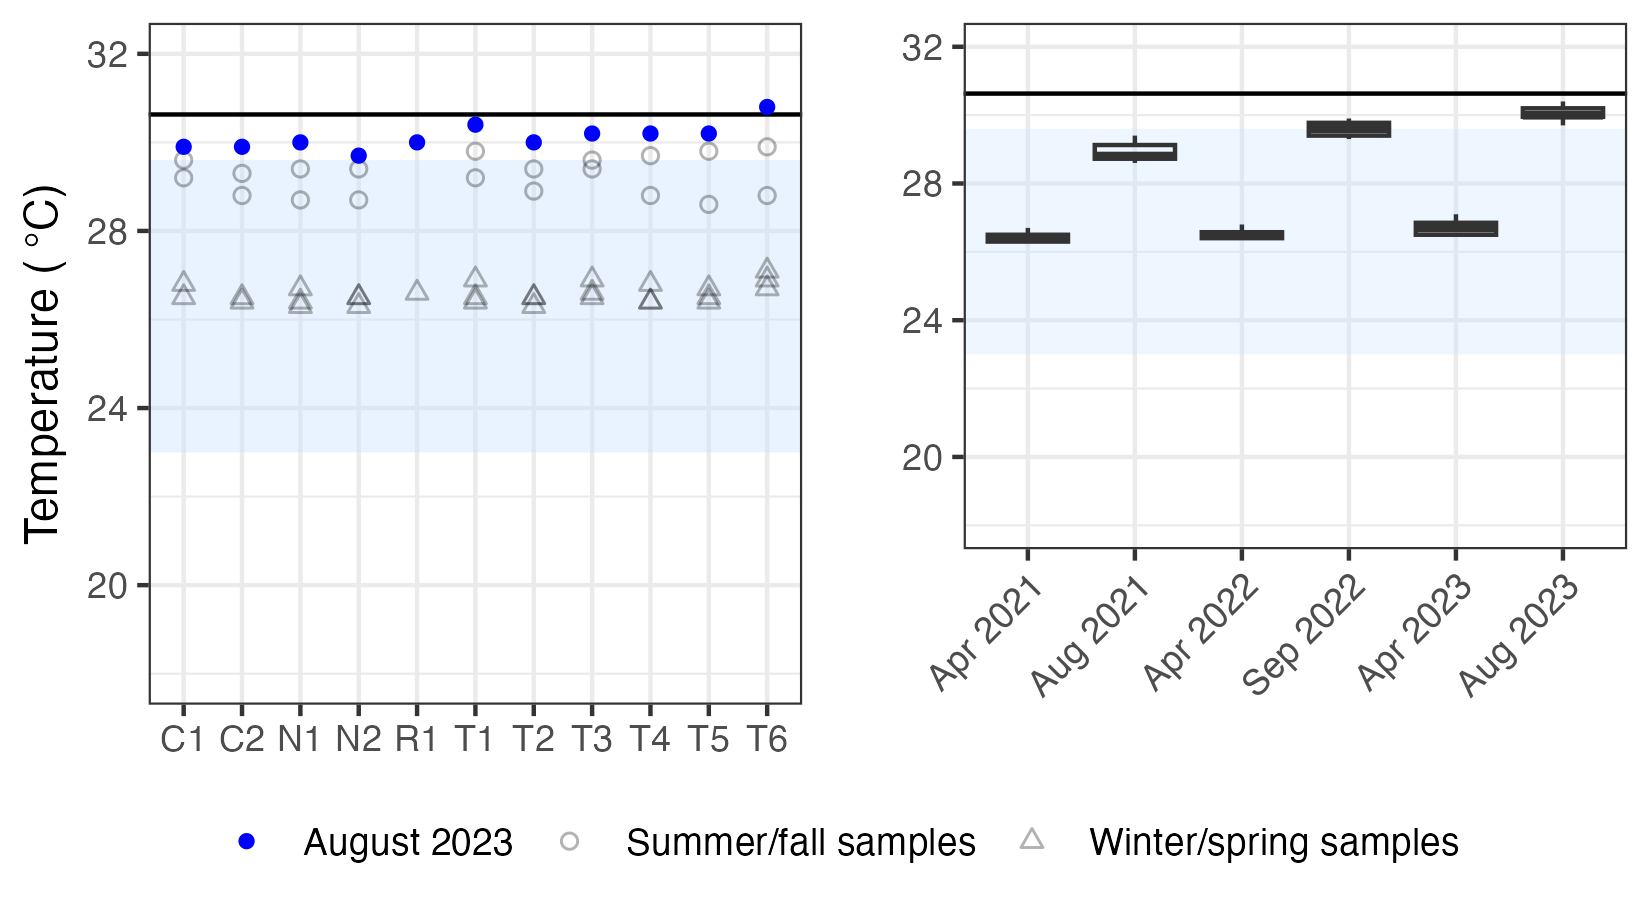 Temperature ( °C)
32
28
24
20
C1 C2 N1 N2 R1 T1 T2 T3 T4 T5 T6
32
28
24
20
Apr 2021
Aug 2021
Apr 2022
Sep 2022
Apr 2023
Aug 2023
August 2023 Summer/fall samples Winter/spring samples